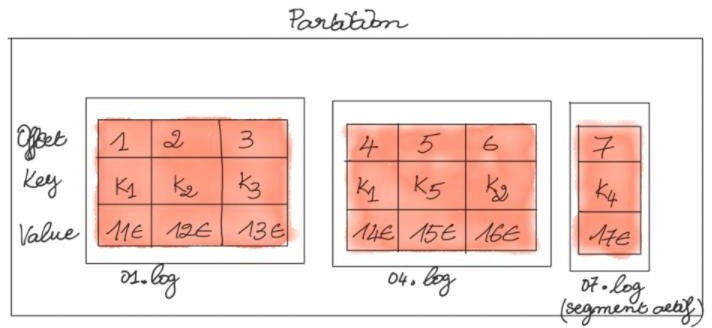 Partition
Offset 1 2 3 4 5 6 7
Key K1 K2 K3 K1 K5 K2 K4
Value 11€ 12€ 13€ 14€ 15€ 16€ 17€
01.log 04.log 07.log
(segment actif)